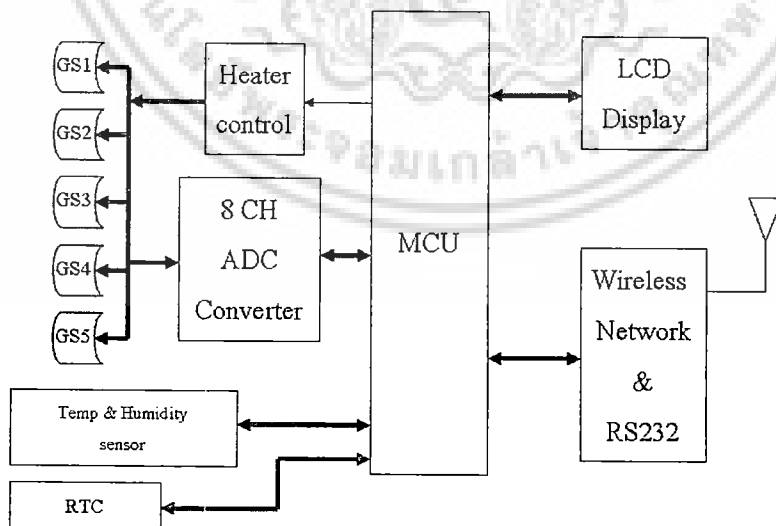 GS1
GS2
GS3
GS4
GS5
Heater
control
8 CH
ADC
Converter
MCU
LCD
Display
Wireless
Network
&
RS232
Temp & Humidity
sensor
RTC